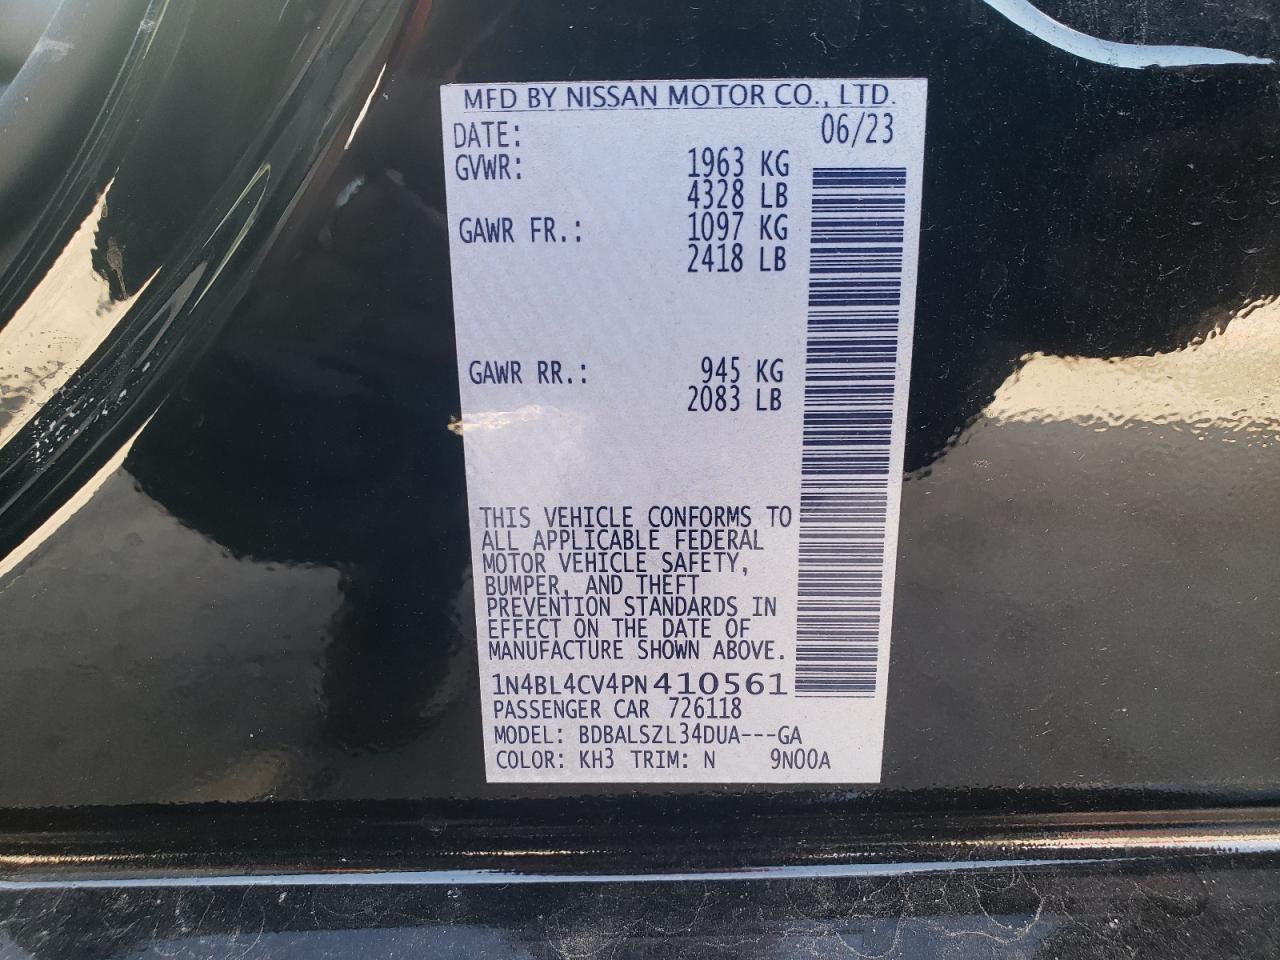 MFD BY NISSAN MOTOR CO., LTD.
DATE: 06/23
GVWR: 1963 KG
4328 LB
GAWR FR.: 1097 KG
2418 LB
GAWR RR.: 945 KG
2083 LB
THIS VEHICLE CONFORMS TO
ALL APPLICABLE FEDERAL
MOTOR VEHICLE SAFETY,
BUMPER, AND THEFT
PREVENTION STANDARDS IN
EFFECT ON THE DATE OF
MANUFACTURE SHOWN ABOVE.
1N4BL4CV4PN410561
PASSENGER CAR 726118
MODEL: BDBALSZL34DUA---GA
COLOR: KH3 TRIM: N 9N00A